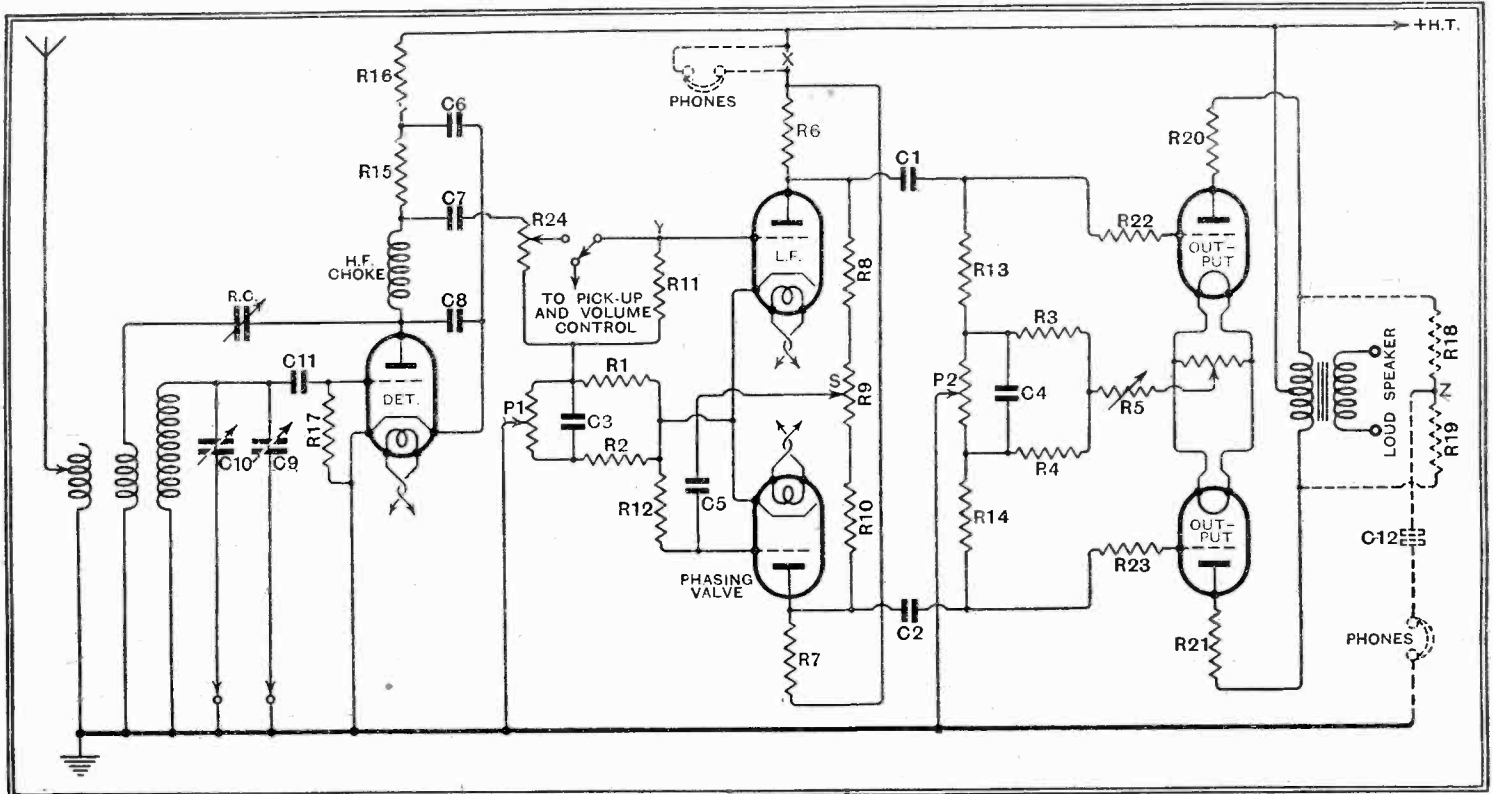 +H.T.
R16
C6
PHONES
R6
R20
R15
C1
C7
R24
Y
R22
OUT-
PUT
L.F.
R8
R13
H.F.
CHOKE
R11
TO PICK-UP
AND VOLUME
CONTROL
R.C.
C8
R3
R18
LOUD SPEAKER
C11
R1
S
R9
P2
C4
R5
Z
DET.
P1
C3
R17
R2
R4
R19
C10
C9
R12
C5
R10
R14
OUT-
PUT
C12
R23
PHASING
VALVE
C2
R7
R21
PHONES